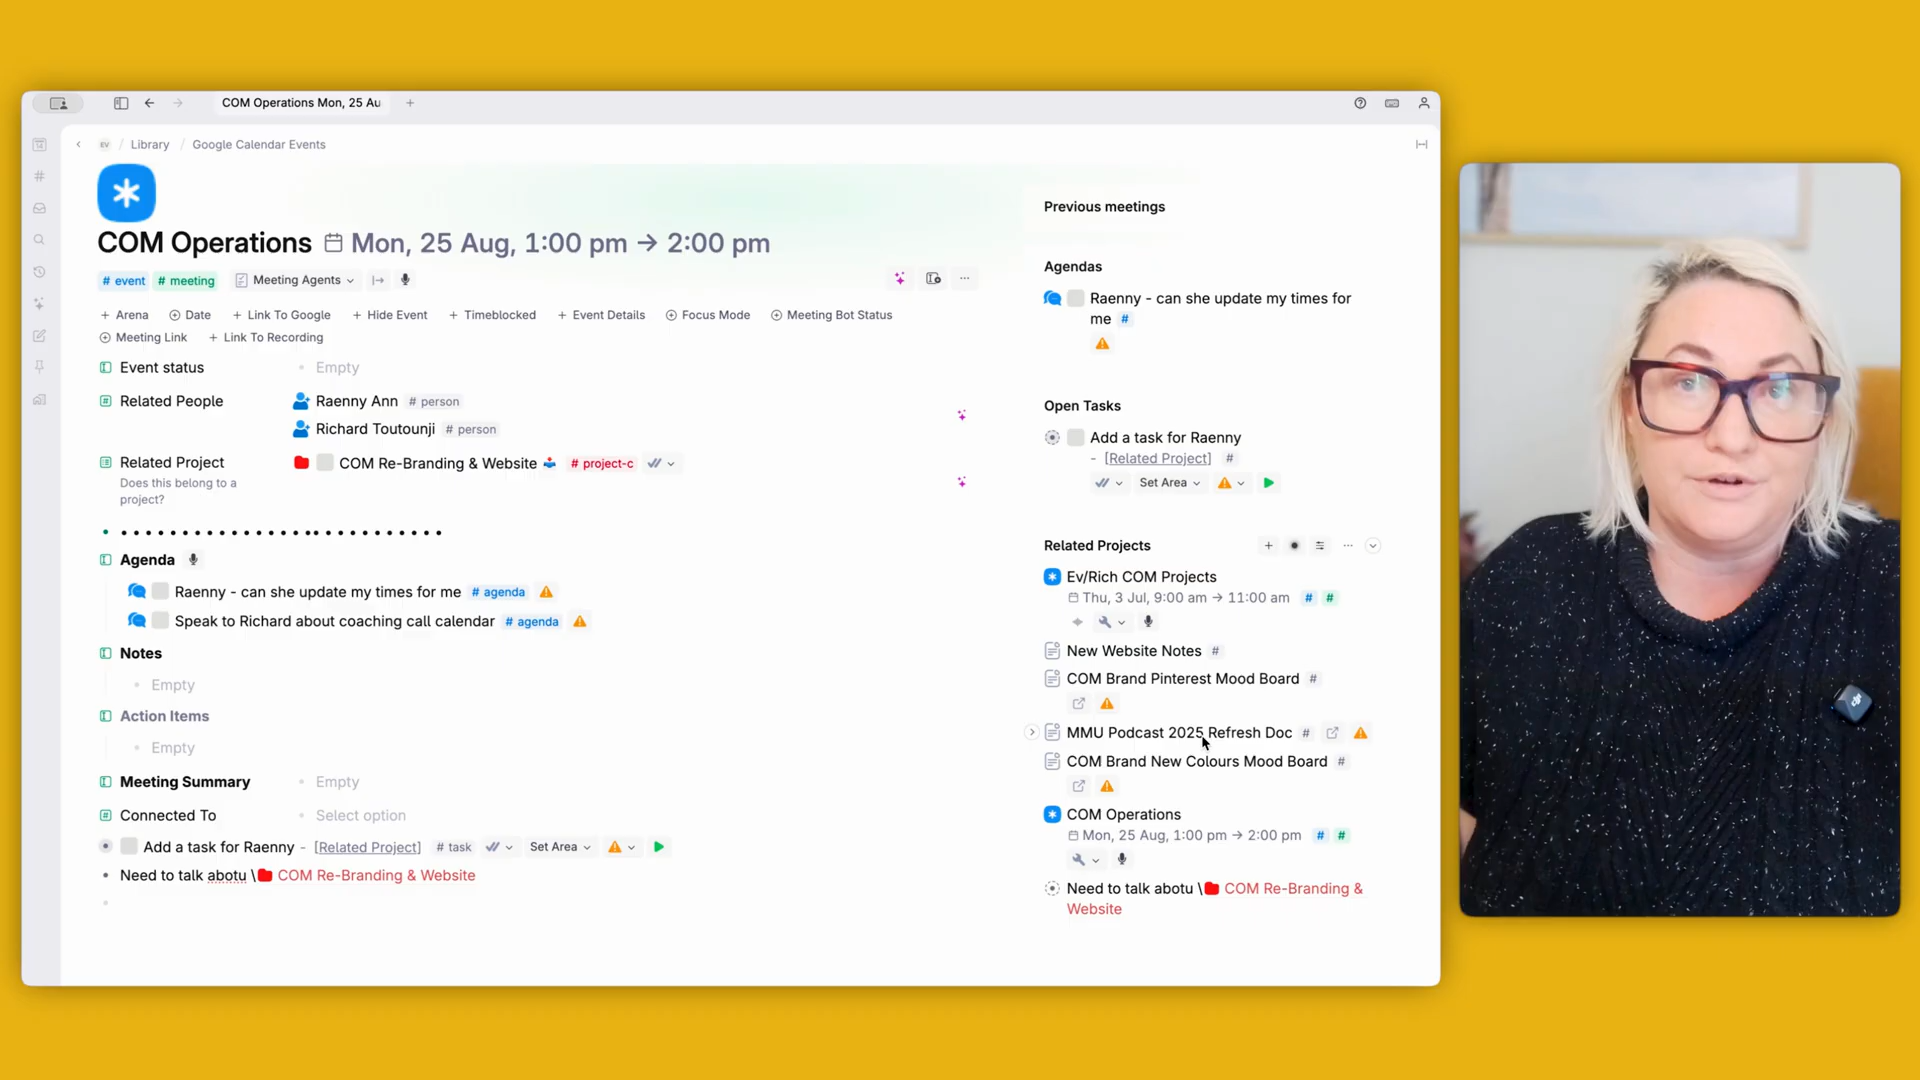 COM Operations Mon, 25 Au
EV / Library / Google Calendar Events
COM Operations Mon, 25 Aug, 1:00 pm → 2:00 pm
# event # meeting Meeting Agents
+ Arena Date + Link To Google + Hide Event + Timeblocked + Event Details Focus Mode Meeting Bot Status
Meeting Link + Link To Recording
Event status Empty
Related People Raenny Ann # person
Richard Toutounji # person
Related Project COM Re-Branding & Website # project-c
Does this belong to a
project?
Agenda
Raenny - can she update my times for me # agenda
Speak to Richard about coaching call calendar # agenda
Notes
Empty
Action Items
Empty
Meeting Summary Empty
Connected To Select option
Add a task for Raenny - [Related Project] # task Set Area
Need to talk abotu \ COM Re-Branding & Website
Previous meetings
Agendas
Raenny - can she update my times for
me #
Open Tasks
Add a task for Raenny
- [Related Project] #
Set Area
Related Projects
Ev/Rich COM Projects
Thu, 3 Jul, 9:00 am → 11:00 am # #
New Website Notes #
COM Brand Pinterest Mood Board #
MMU Podcast 2025 Refresh Doc #
COM Brand New Colours Mood Board #
COM Operations
Mon, 25 Aug, 1:00 pm → 2:00 pm # #
Need to talk abotu \ COM Re-Branding &
Website